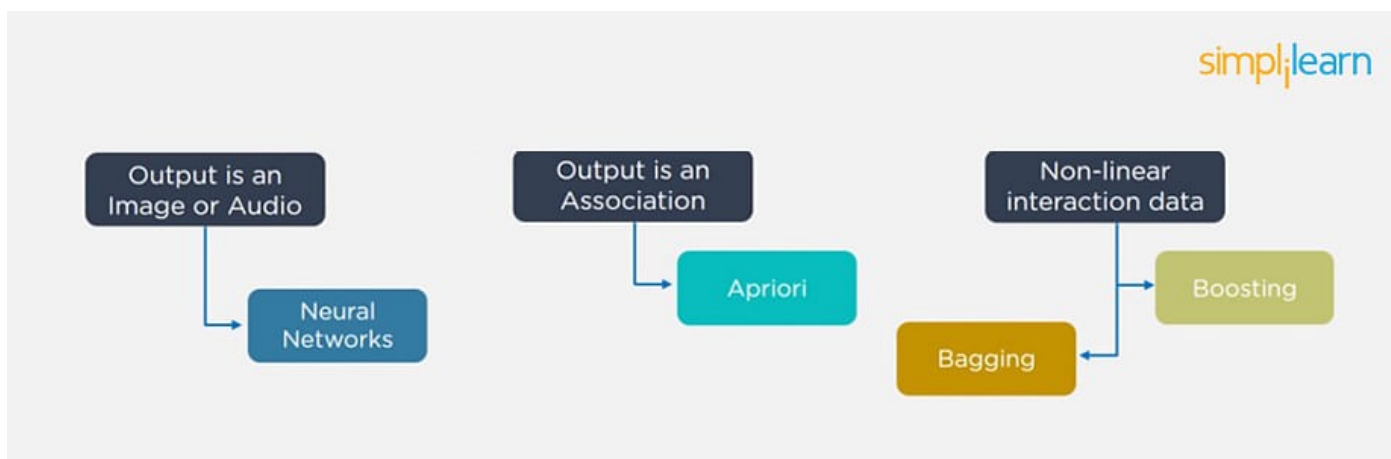 simplilearn
Output is an
Image or Audio
Neural
Networks
Output is an
Association
Apriori
Non-linear
interaction data
Boosting
Bagging